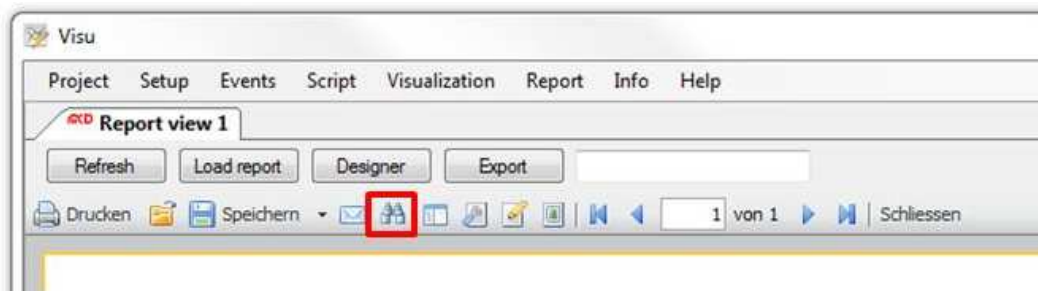 Visu
Project Setup Events Script Visualization Report Info Help
Report view 1
Refresh Load report Designer Export
Drucken Speichern 1 von 1 Schliessen